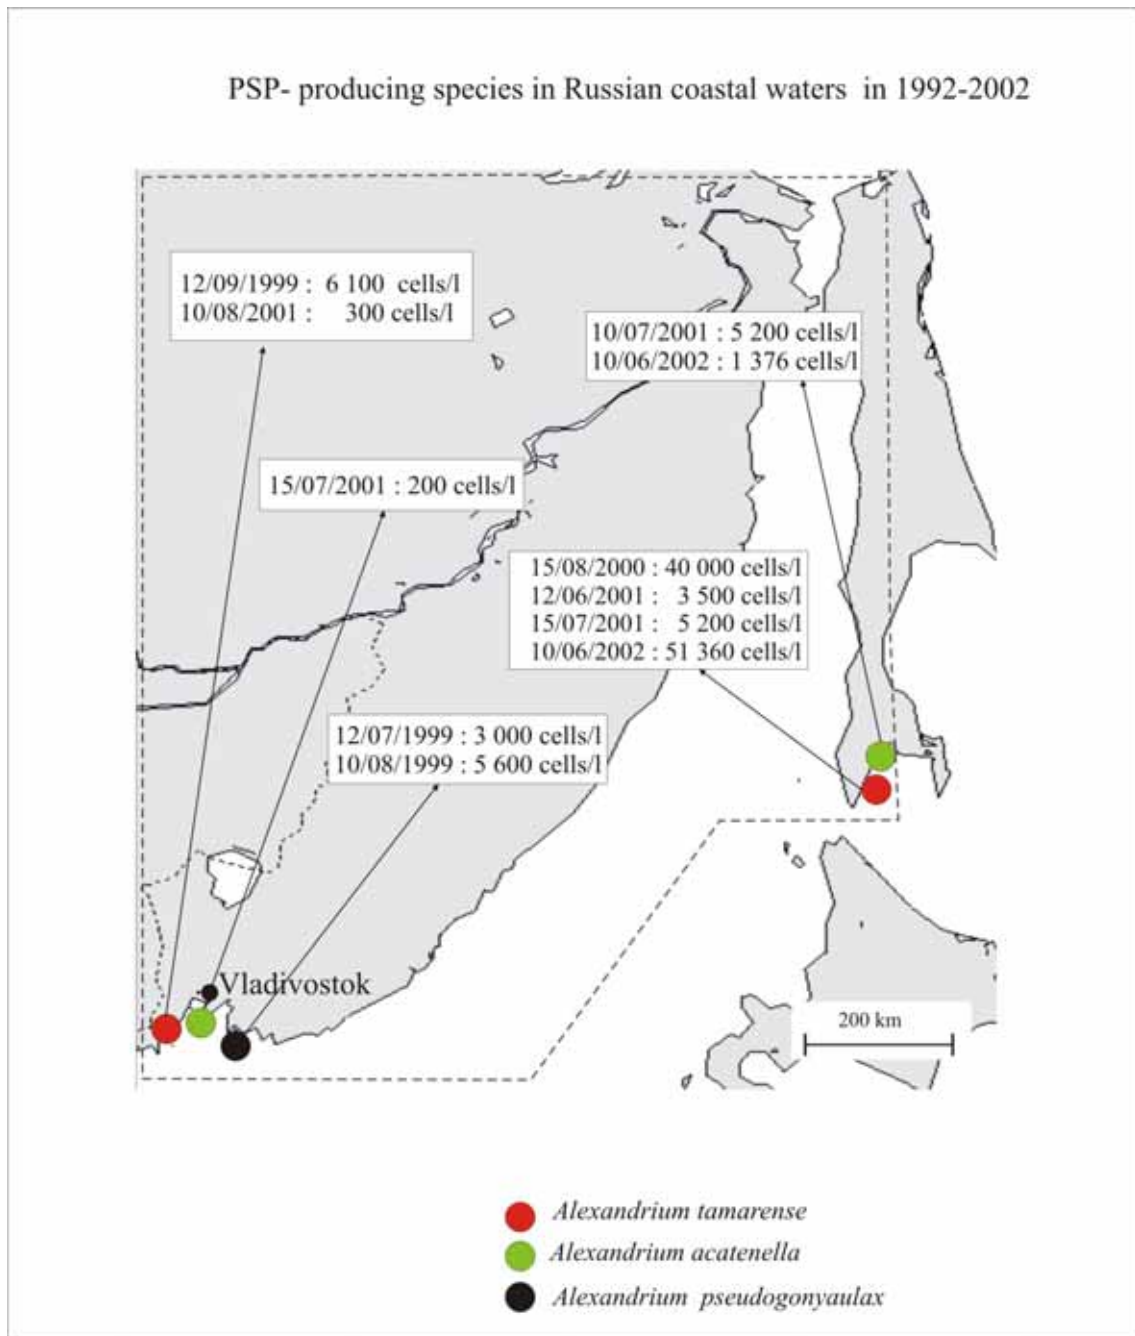 PSP- producing species in Russian coastal waters in 1992-2002
12/09/1999 : 6 100 cells/l
10/08/2001 : 300 cells/l
10/07/2001 : 5 200 cells/l
10/06/2002 : 1 376 cells/l
15/07/2001 : 200 cells/l
15/08/2000 : 40 000 cells/l
12/06/2001 : 3 500 cells/l
15/07/2001 : 5 200 cells/l
10/06/2002 : 51 360 cells/l
12/07/1999 : 3 000 cells/l
10/08/1999 : 5 600 cells/l
Vladivostok
200 km
Alexandrium tamarense
Alexandrium acatenella
Alexandrium pseudogonyaulax